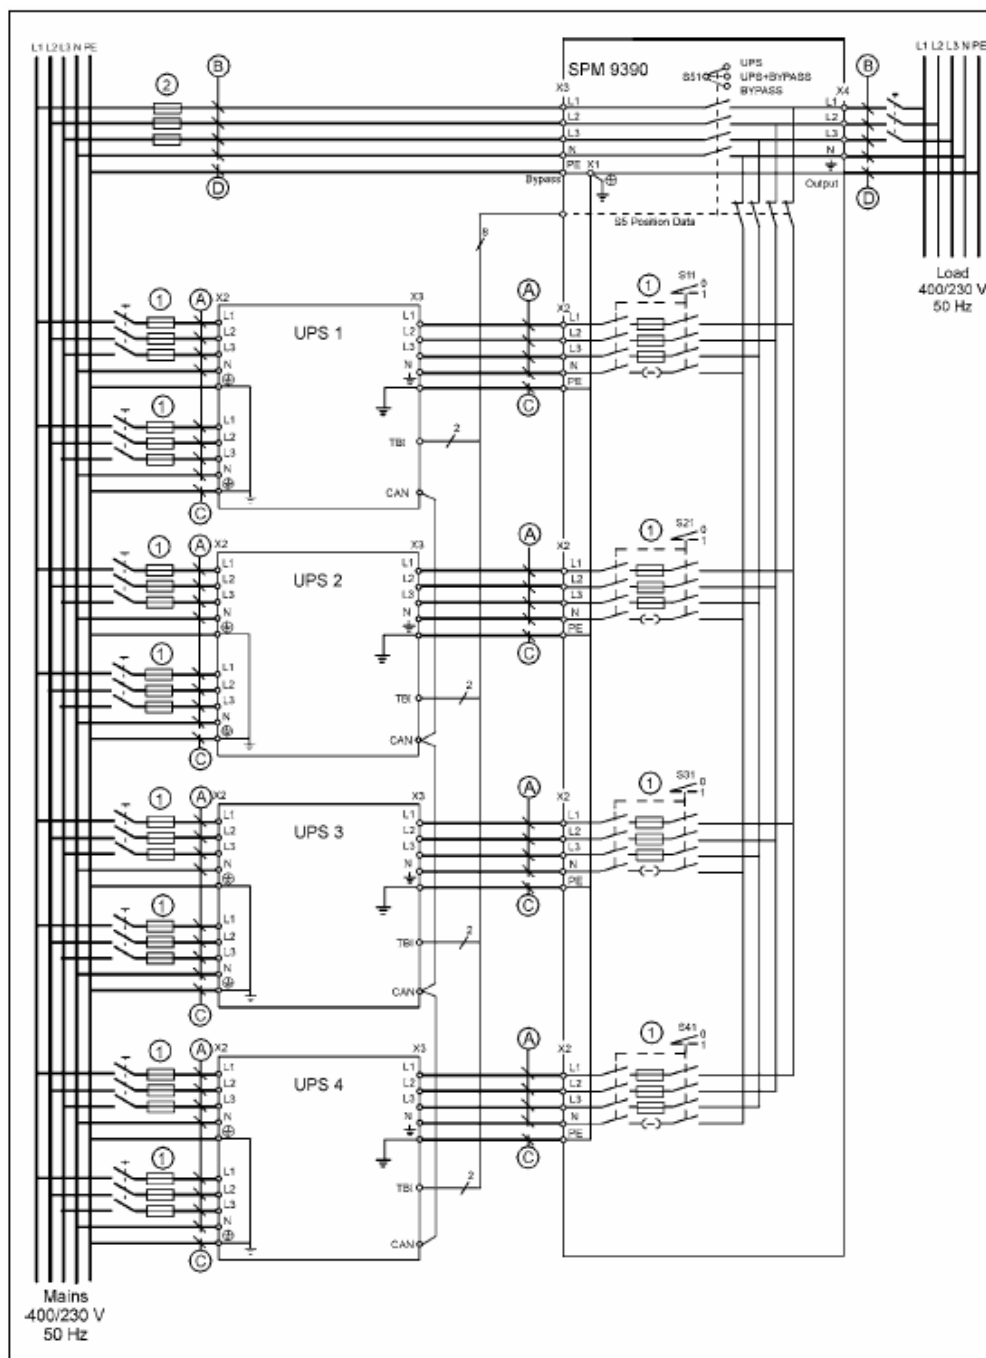 L1 L2 L3 N PE
L1 L2 L3 N PE
2
B
SPM 9390
S51
UPS
UPS+BYPASS
BYPASS
B
X3
X4
L1
L2
L3
N
PE
X1
Bypass
L1
L2
L3
N
Output
D
D
8
S5 Position Data
Load
400/230 V
50 Hz
1
A
X2
X3
A
X2
1
S11
0
1
L1
L2
L3
N
UPS 1
L1
L2
L3
N
L1
L2
L3
N
PE
C
1
L1
L2
L3
N
TBI
2
CAN
C
1
A
X2
X3
A
X2
1
S21
0
1
L1
L2
L3
N
UPS 2
L1
L2
L3
N
L1
L2
L3
N
PE
C
1
L1
L2
L3
N
TBI
2
CAN
C
1
A
X2
X3
A
X2
1
S31
0
1
L1
L2
L3
N
UPS 3
L1
L2
L3
N
L1
L2
L3
N
PE
C
1
L1
L2
L3
N
TBI
2
CAN
C
1
A
X2
X3
A
X2
1
S41
0
1
L1
L2
L3
N
UPS 4
L1
L2
L3
N
L1
L2
L3
N
PE
C
1
L1
L2
L3
N
TBI
2
CAN
C
Mains
400/230 V
50 Hz